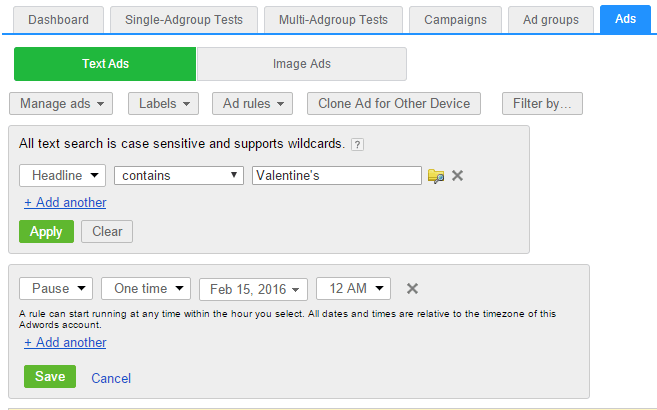 Dashboard Single-Adgroup Tests Multi-Adgroup Tests Campaigns Ad groups Ads
Text Ads Image Ads
Manage ads Labels Ad rules Clone Ad for Other Device Filter by...
All text search is case sensitive and supports wildcards. ?
Headline contains Valentine's
+ Add another
Apply Clear
Pause One time Feb 15, 2016 12 AM
A rule can start running at any time within the hour you select. All dates and times are relative to the timezone of this
Adwords account.
+ Add another
Save Cancel